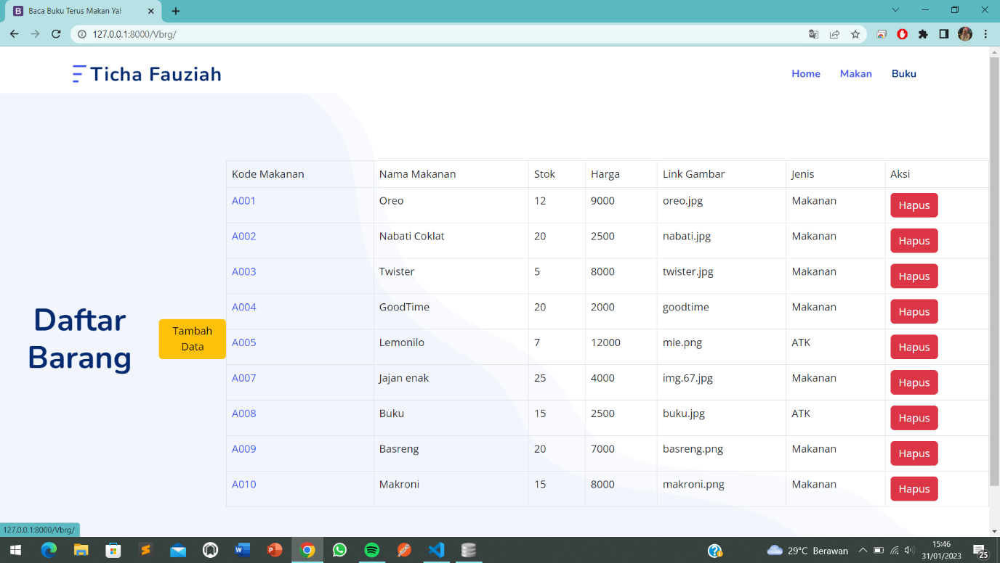 Baca Buku Terus Makan Ya!
127.0.0.1:8000/Vbrg/
Ticha Fauziah
Home Makan Buku
Daftar
Barang
Tambah
Data
Kode Makanan Nama Makanan Stok Harga Link Gambar Jenis Aksi
A001 Oreo 12 9000 oreo.jpg Makanan Hapus
A002 Nabati Coklat 20 2500 nabati.jpg Makanan Hapus
A003 Twister 5 8000 twister.jpg Makanan Hapus
A004 GoodTime 20 2000 goodtime Makanan Hapus
A005 Lemonilo 7 12000 mie.png ATK Hapus
A007 Jajan enak 25 4000 img.67.jpg Makanan Hapus
A008 Buku 15 2500 buku.jpg ATK Hapus
A009 Basreng 20 7000 basreng.png Makanan Hapus
A010 Makroni 15 8000 makroni.png Makanan Hapus
127.0.0.1:8000/Vbrg/
29°C Berawan
15:46
31/01/2023
25